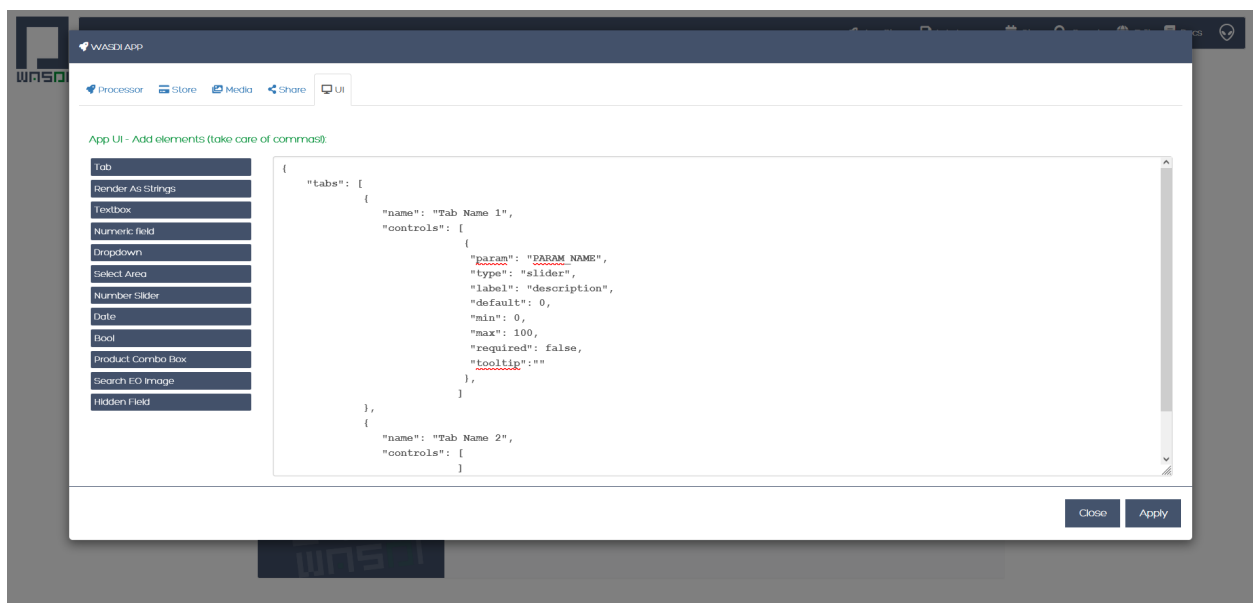 WASDI APP
Processor Store Media Share UI
App UI - Add elements (take care of commas!):
Tab
Render As Strings
Textbox
Numeric field
Dropdown
Select Area
Number Slider
Date
Bool
Product Combo Box
Search EO Image
Hidden Field
{
"tabs": [
{
"name": "Tab Name 1",
"controls": [
{
"param": "PARAM_NAME",
"type": "slider",
"label": "description",
"default": 0,
"min": 0,
"max": 100,
"required": false,
"tooltip":""
},
]
},
{
"name": "Tab Name 2",
"controls": [
]
Close Apply